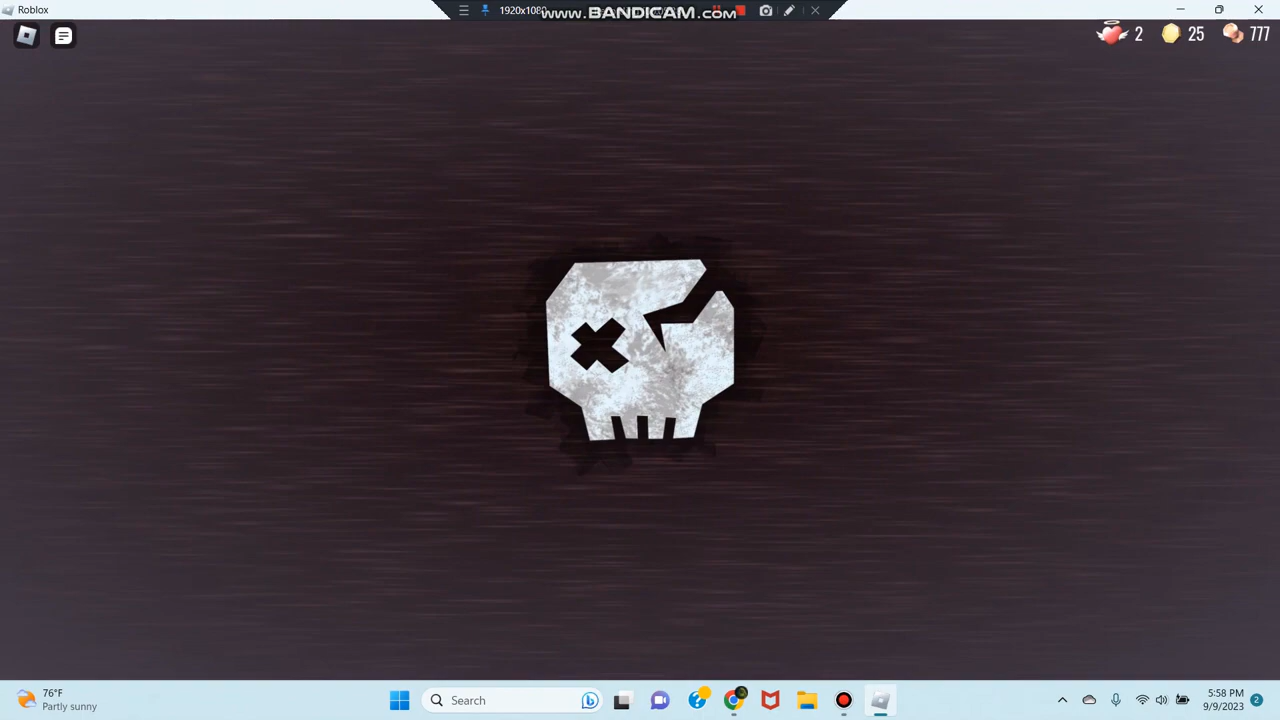 Roblox
1920x1080
www.BANDICAM.com
2
25
777
76°F
Partly sunny
Search
5:58 PM
9/9/2023
2